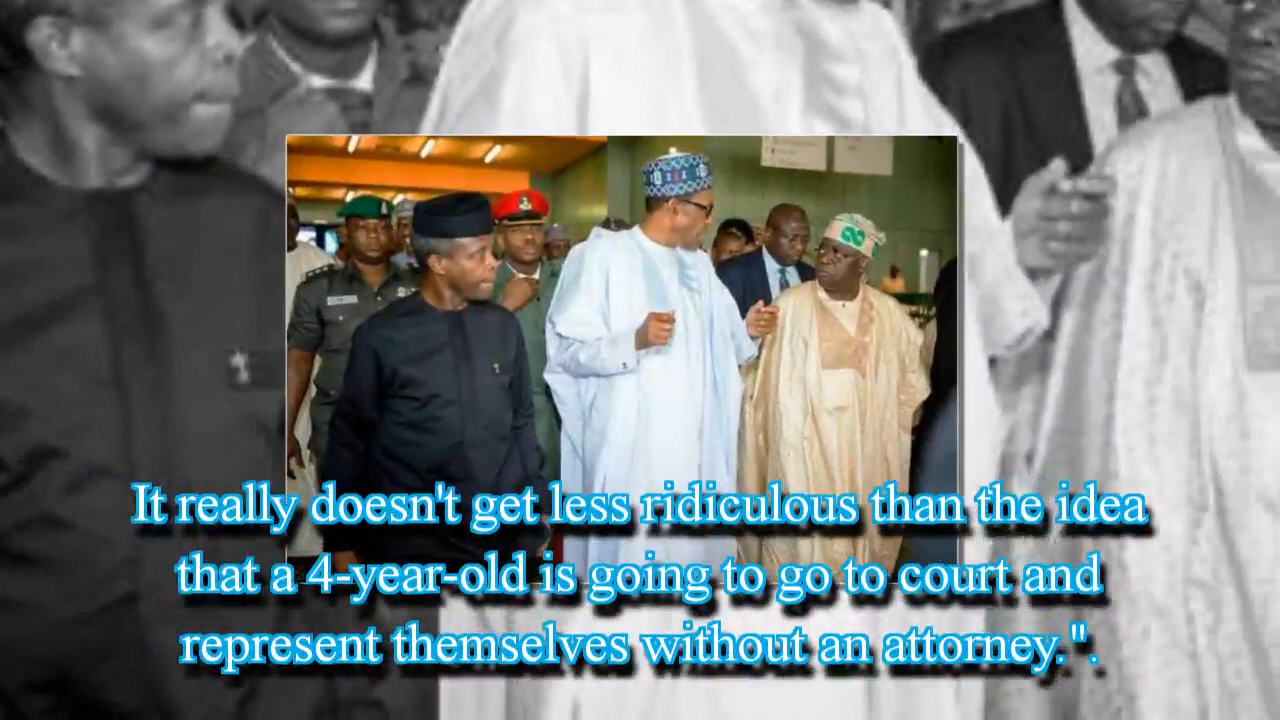 It really doesn't get less ridiculous than the idea
that a 4-year-old is going to go to court and
represent themselves without an attorney.".